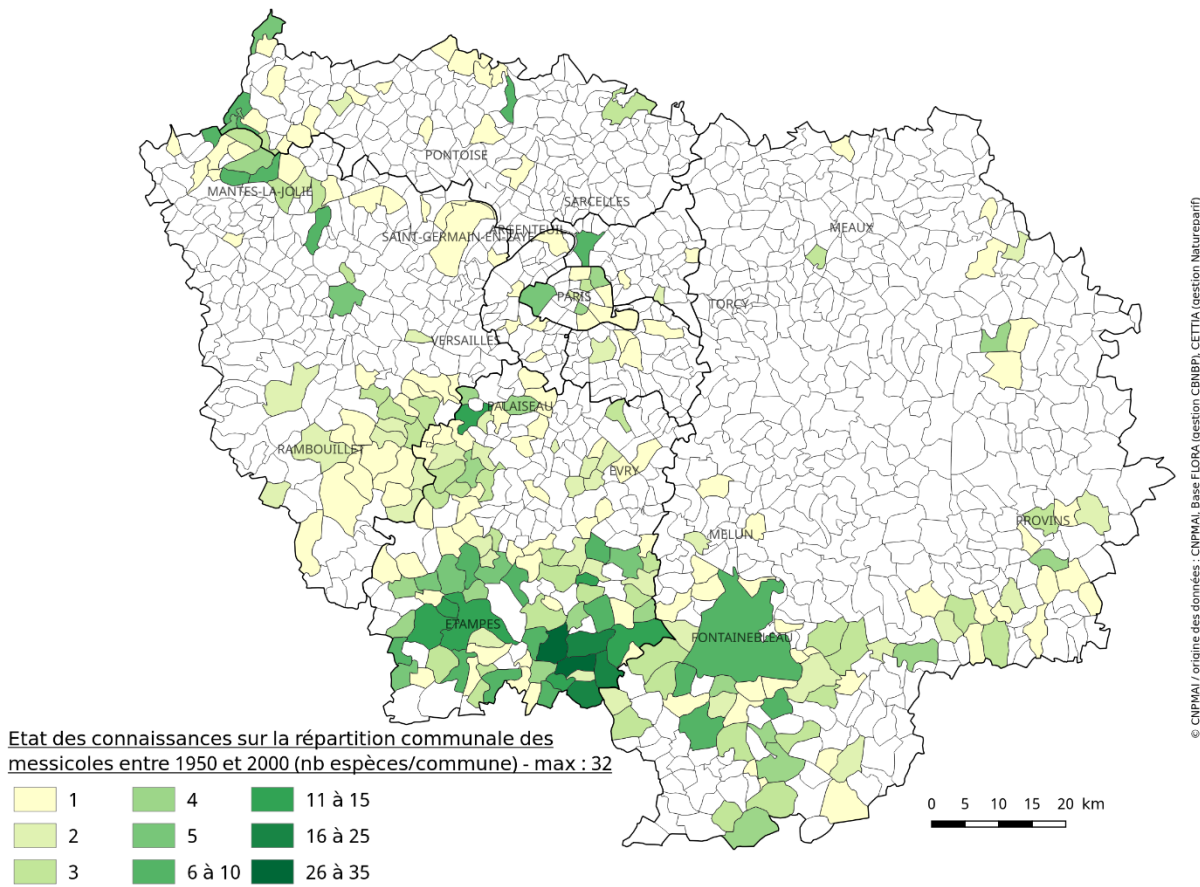 PONTOISE
MANTES-LA-JOLIE
SARCELLES
ARGENTEUIL
SAINT-GERMAIN-EN-LAYE
MEAUX
PARIS
TORCY
VERSAILLES
PALAISEAU
RAMBOUILLET
EVRY
PROVINS
MELUN
ETAMPES
FONTAINEBLEAU
Etat des connaissances sur la répartition communale des
messicoles entre 1950 et 2000 (nb espèces/commune) - max : 32
1 4 11 à 15
2 5 16 à 25
3 6 à 10 26 à 35
0 5 10 15 20 km
© CNPMAI / origine des données : CNPMAI, Base FLORA (gestion CBNBP), CETTIA (gestion Natureparif)